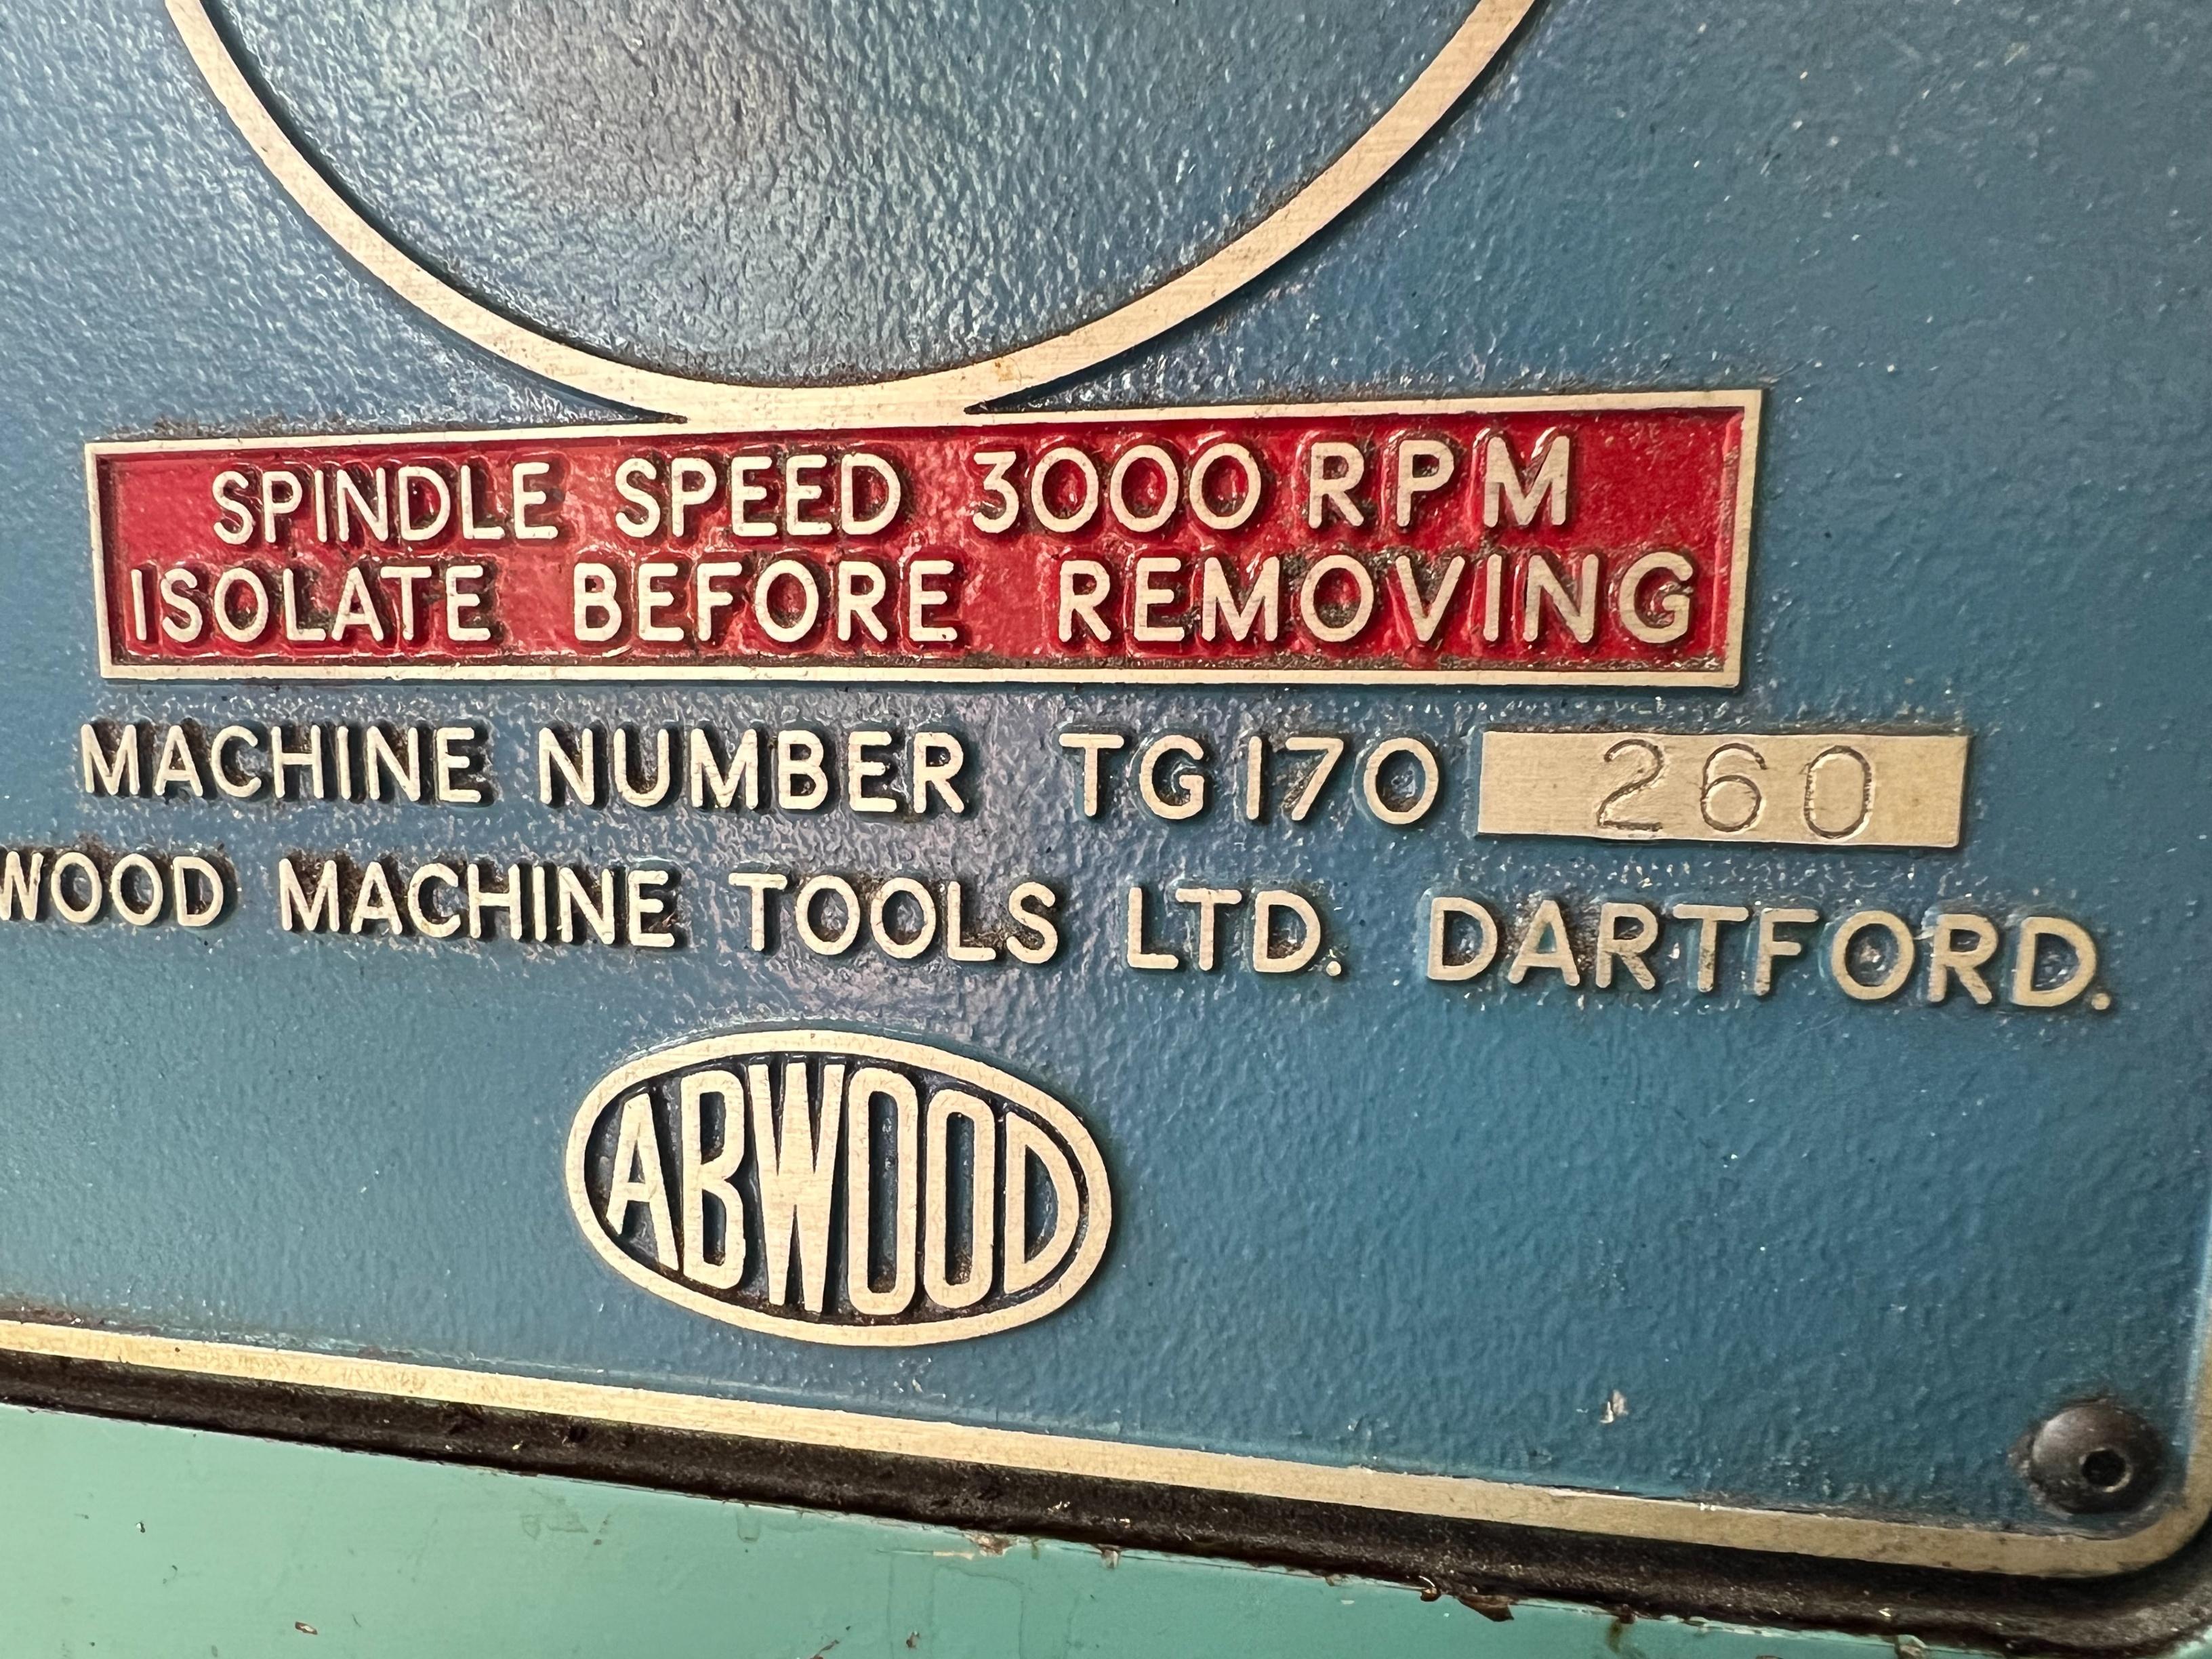 SPINDLE SPEED 3000 RPM
ISOLATE BEFORE REMOVING
MACHINE NUMBER TG170 260
WOOD MACHINE TOOLS LTD. DARTFORD.
ABWOOD